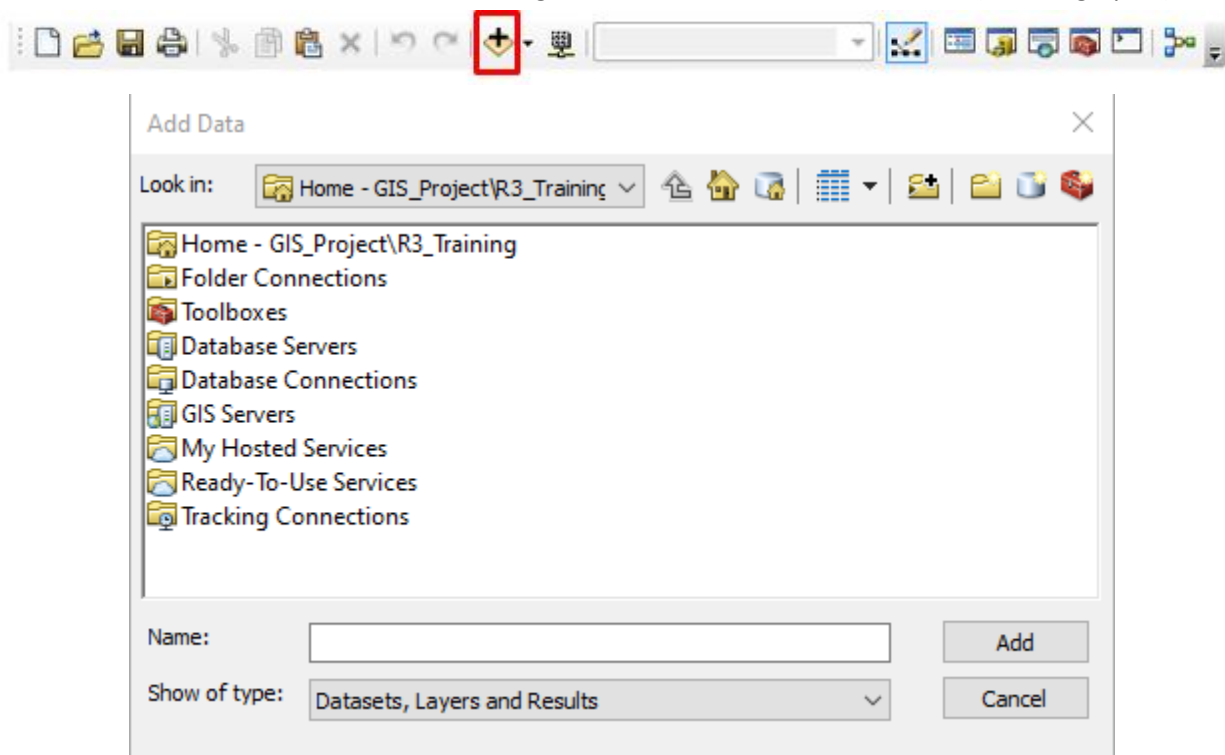 Add Data
Look in: Home - GIS_Project\R3_Training
Home - GIS_Project\R3_Training
Folder Connections
Toolboxes
Database Servers
Database Connections
GIS Servers
My Hosted Services
Ready-To-Use Services
Tracking Connections
Name: Add
Show of type: Datasets, Layers and Results Cancel